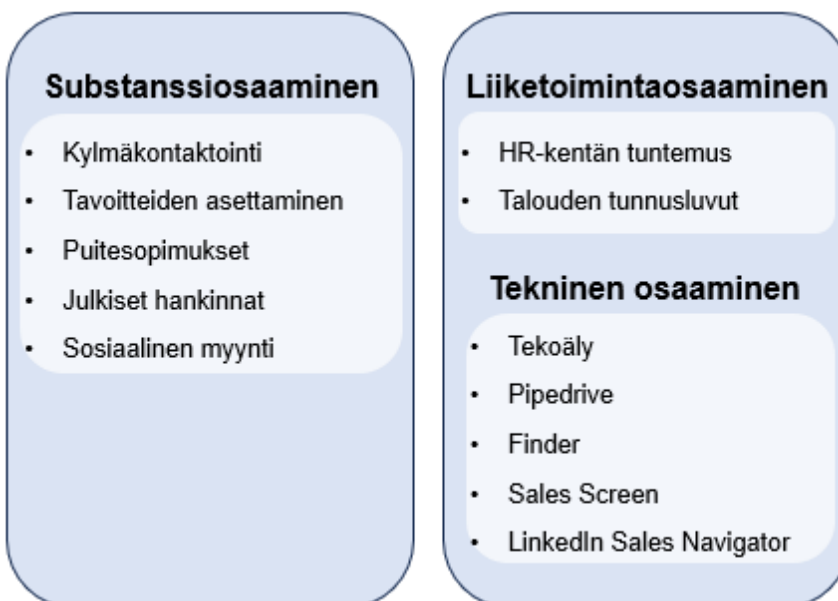 Substanssiosaaminen
• Kylmäkontaktointi
• Tavoitteiden asettaminen
• Puitesopimukset
• Julkiset hankinnat
• Sosiaalinen myynti
Liiketoimintaosaaminen
• HR-kentän tuntemus
• Talouden tunnusluvut
Tekninen osaaminen
• Tekoäly
• Pipedrive
• Finder
• Sales Screen
• LinkedIn Sales Navigator